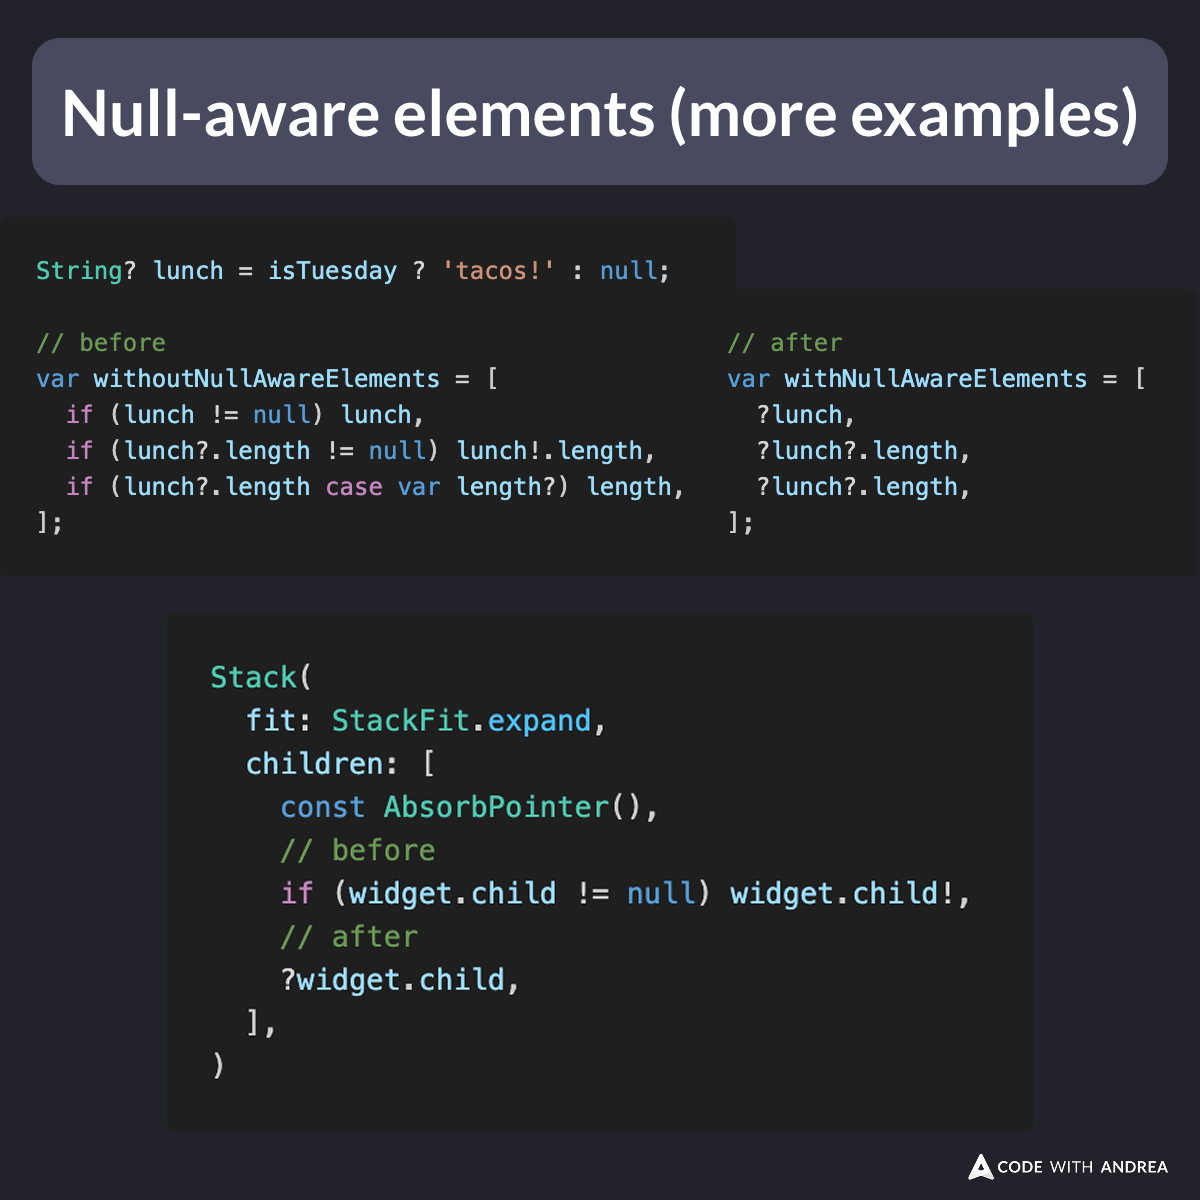 Null-aware elements (more examples)
String? lunch = isTuesday ? 'tacos!' : null;
// before
var withoutNullAwareElements = [
  if (lunch != null) lunch,
  if (lunch?.length != null) lunch!.length,
  if (lunch?.length case var length?) length,
];
// after
var withNullAwareElements = [
  ?lunch,
  ?lunch?.length,
  ?lunch?.length,
];
Stack(
  fit: StackFit.expand,
  children: [
    const AbsorbPointer(),
    // before
    if (widget.child != null) widget.child!,
    // after
    ?widget.child,
  ],
)
CODE WITH ANDREA